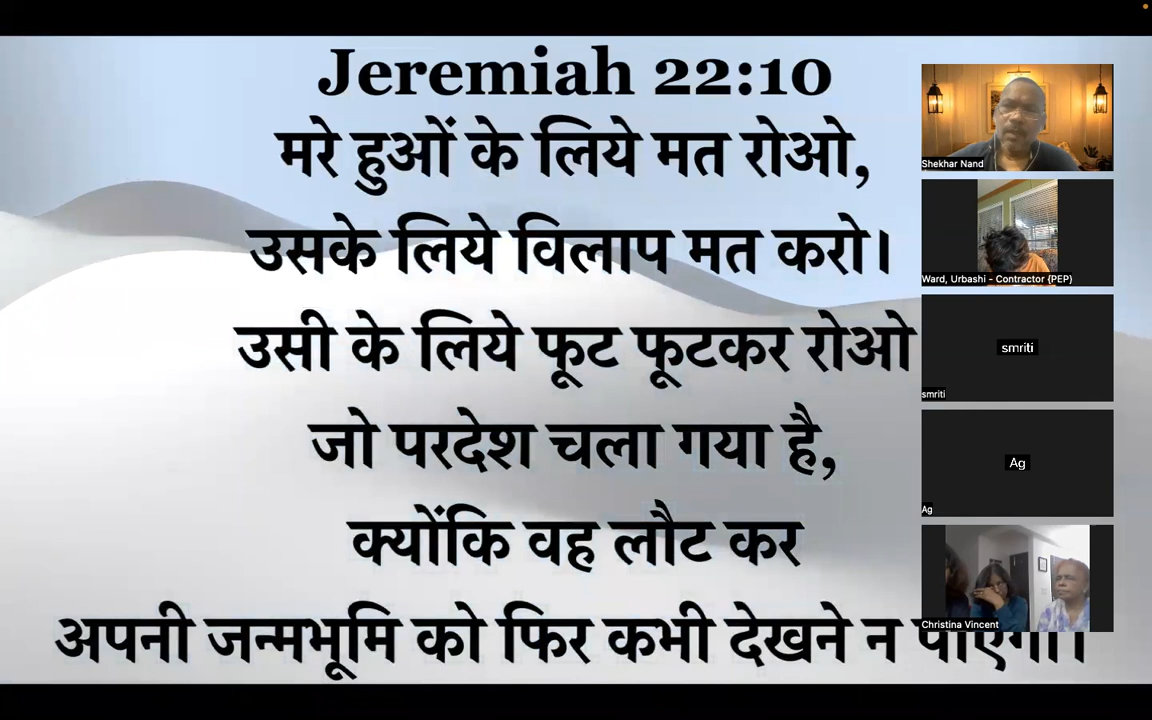 Jeremiah 22:10
मरे हुओं के लिये मत रोओ,
उसके लिये विलाप मत करो।
उसी के लिये फूट फूटकर रोओ
जो परदेश चला गया है,
क्योंकि वह लौट कर
अपनी जन्मभूमि को फिर कभी देखने न पाएगा।
Shekhar Nand
Ward, Urbashi - Contractor {PEP}
smriti
smriti
Ag
Ag
Christina Vincent